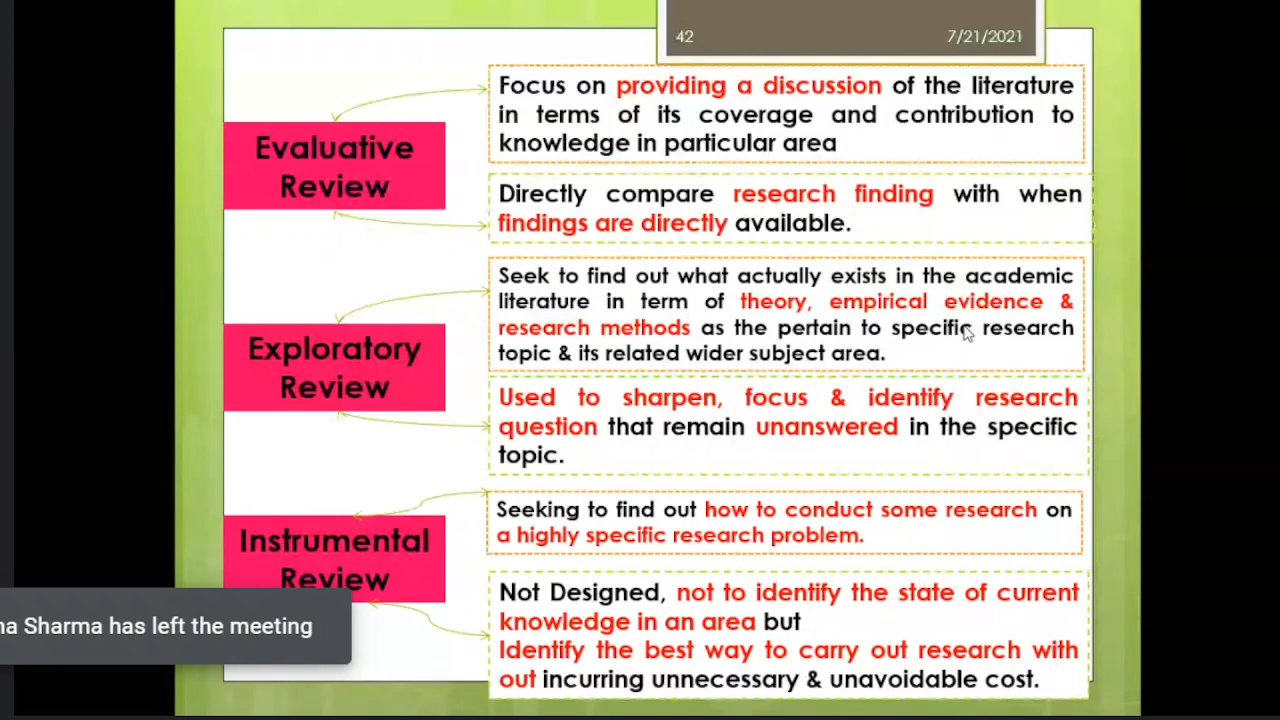 42
7/21/2021
Evaluative
Review
Focus on providing a discussion of the literature
in terms of its coverage and contribution to
knowledge in particular area
Directly compare research finding with when
findings are directly available.
Exploratory
Review
Seek to find out what actually exists in the academic
literature in term of theory, empirical evidence &
research methods as the pertain to specific research
topic & its related wider subject area.
Used to sharpen, focus & identify research
question that remain unanswered in the specific
topic.
Instrumental
Review
Seeking to find out how to conduct some research on
a highly specific research problem.
Not Designed, not to identify the state of current
knowledge in an area but
Identify the best way to carry out research with
out incurring unnecessary & unavoidable cost.
Sharma has left the meeting